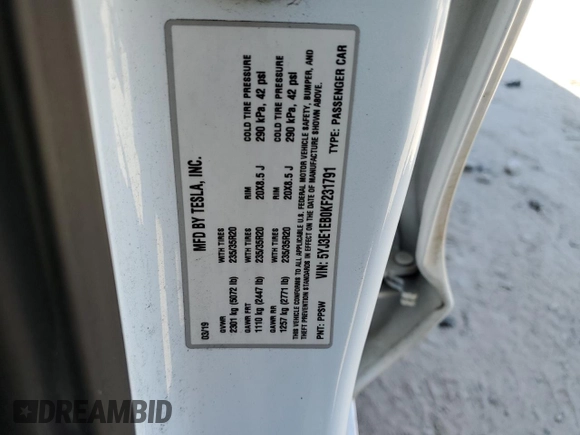 MFD BY TESLA, INC.
03/19
GVWR WITH TIRES RIM COLD TIRE PRESSURE
2301 kg (5072 lb) 235/35R20 20X8.5 J 290 kPa, 42 psi
GAWR FRT WITH TIRES RIM COLD TIRE PRESSURE
1110 kg (2447 lb) 235/35R20 20X8.5 J 290 kPa, 42 psi
GAWR RR
1257 kg (2771 lb) 235/35R20
THIS VEHICLE CONFORMS TO ALL APPLICABLE U.S. FEDERAL MOTOR VEHICLE SAFETY, BUMPER, AND
THEFT PREVENTION STANDARDS IN EFFECT ON THE DATE OF MANUFACTURE SHOWN ABOVE.
VIN: 5YJ3E1EB0KF231791 TYPE: PASSENGER CAR
PNT: PPSW
DREAMBID